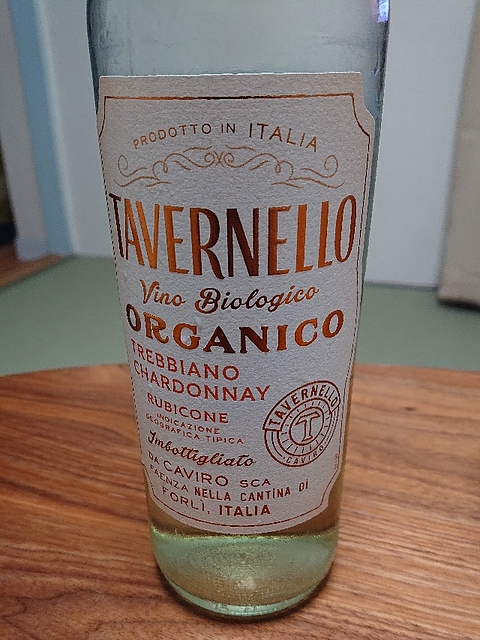 PRODOTTO IN ITALIA
TAVERNELLO
Vino Biologico
ORGANICO
TREBBIANO
CHARDONNAY
RUBICONE
INDICAZIONE
GEOGRAFICA TIPICA
Imbottigliato
DA CAVIRO SCA
FAENZA NELLA CANTINA DI
FORLÌ, ITALIA
TAVERNELLO
T
CAVIRO